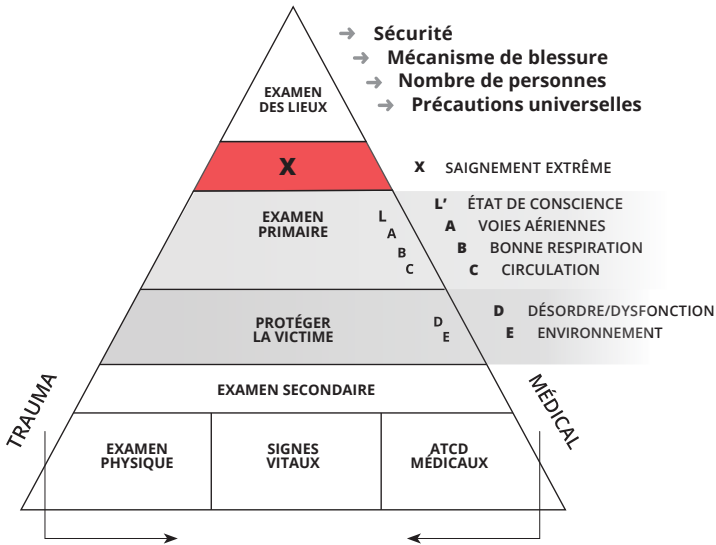 Sécurité
Mécanisme de blessure
Nombre de personnes
Précautions universelles
EXAMEN
DES LIEUX
X
X SAIGNEMENT EXTRÊME
EXAMEN
PRIMAIRE
L
A
B
C
L’ ÉTAT DE CONSCIENCE
A VOIES AÉRIENNES
B BONNE RESPIRATION
C CIRCULATION
PROTÉGER
LA VICTIME
D
E
D DÉSORDRE/DYSFONCTION
E ENVIRONNEMENT
EXAMEN SECONDAIRE
TRAUMA
MÉDICAL
EXAMEN
PHYSIQUE
SIGNES
VITAUX
ATCD
MÉDICAUX